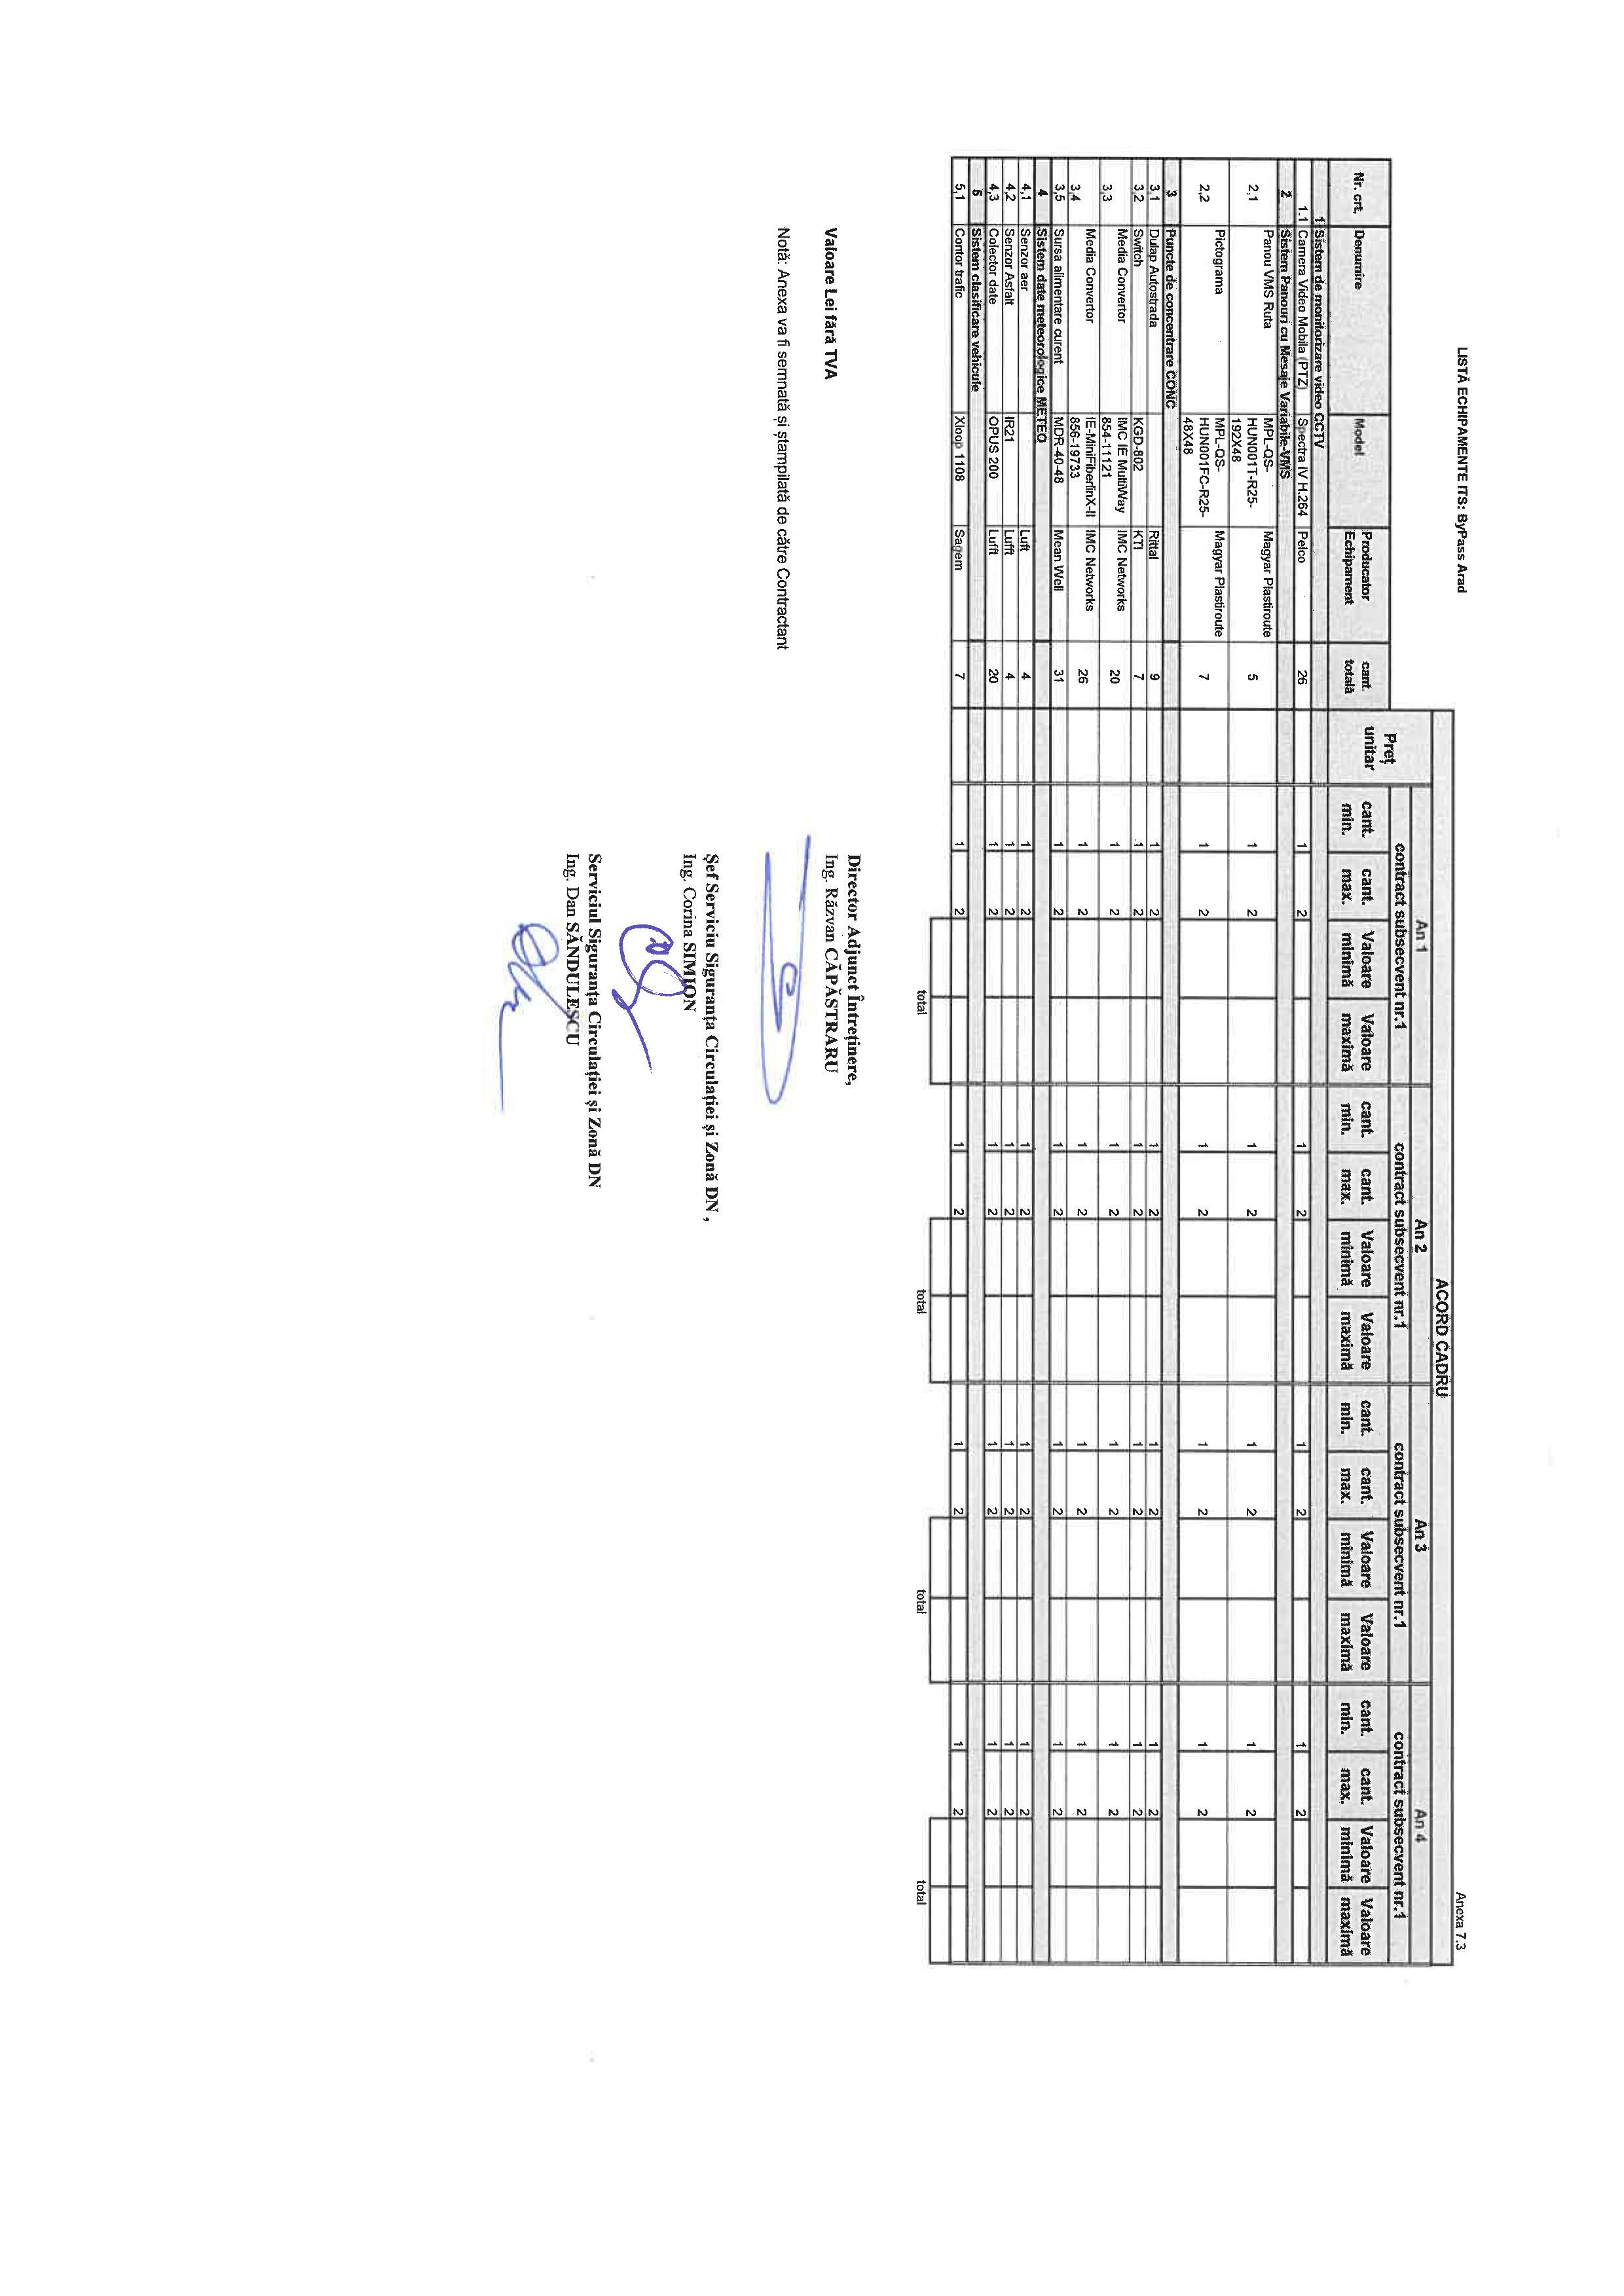 Anexa 7.3
LISTĂ ECHIPAMENTE ITS: ByPass Arad
ACORD CADRU
An 1 An 2 An 3 An 4
contract subsecvent nr.1 contract subsecvent nr.1 contract subsecvent nr.1 contract subsecvent nr.1
Nr. crt. Denumire Model Producator Echipament cant. totală Preț unitar cant. min. cant. max. Valoare minimă Valoare maximă cant. min. cant. max. Valoare minimă Valoare maximă cant. min. cant. max. Valoare minimă Valoare maximă cant. min. cant. max. Valoare minimă Valoare maximă
1 Sistem de monitorizare video CCTV
1.1 Camera Video Mobila (PTZ) Spectra IV H.264 Pelco 26 1 2 1 2 1 2 1 2
2 Sistem Panouri cu Mesaje Variabile-VMS
2,1 Panou VMS Ruta MPL-QS-HUN001T-R25-192X48 Magyar Plastiroute 5 1 2 1 2 1 2 1 2
2,2 Pictograma MPL-QS-HUN001FC-R25-48X48 Magyar Plastiroute 7 1 2 1 2 1 2 1 2
3 Puncte de concentrare CONC
3,1 Dulap Autostrada Rittal 9 1 2 1 2 1 2 1 2
3,2 Switch KGD-802 KTI 7 1 2 1 2 1 2 1 2
3,3 Media Convertor IMC IE MultiWay 854-11121 IMC Networks 20 1 2 1 2 1 2 1 2
3,4 Media Convertor IE-MiniFiberlinX-II 856-19733 IMC Networks 26 1 2 1 2 1 2 1 2
3,5 Sursa alimentare curent MDR-40-48 Mean Well 31 1 2 1 2 1 2 1 2
4 Sistem date meteorologice METEO
4,1 Senzor aer Luft 4 1 2 1 2 1 2 1 2
4,2 Senzor Asfalt IR21 Lufft 4 1 2 1 2 1 2 1 2
4,3 Colector date OPUS 200 Lufft 20 1 2 1 2 1 2 1 2
5 Sistem clasificare vehicule
5,1 Contor trafic Xloop 1108 Sagem 7 1 2 1 2 1 2 1 2
total total total total
Valoare Lei fără TVA
Notă: Anexa va fi semnată și ștampilată de către Contractant
Director Adjunct Întreținere,
Ing. Răzvan CĂPĂSTRARU
Șef Serviciu Siguranța Circulației și Zonă DN ,
Ing. Corina SIMION
Serviciul Siguranța Circulației și Zonă DN
Ing. Dan SĂNDULESCU